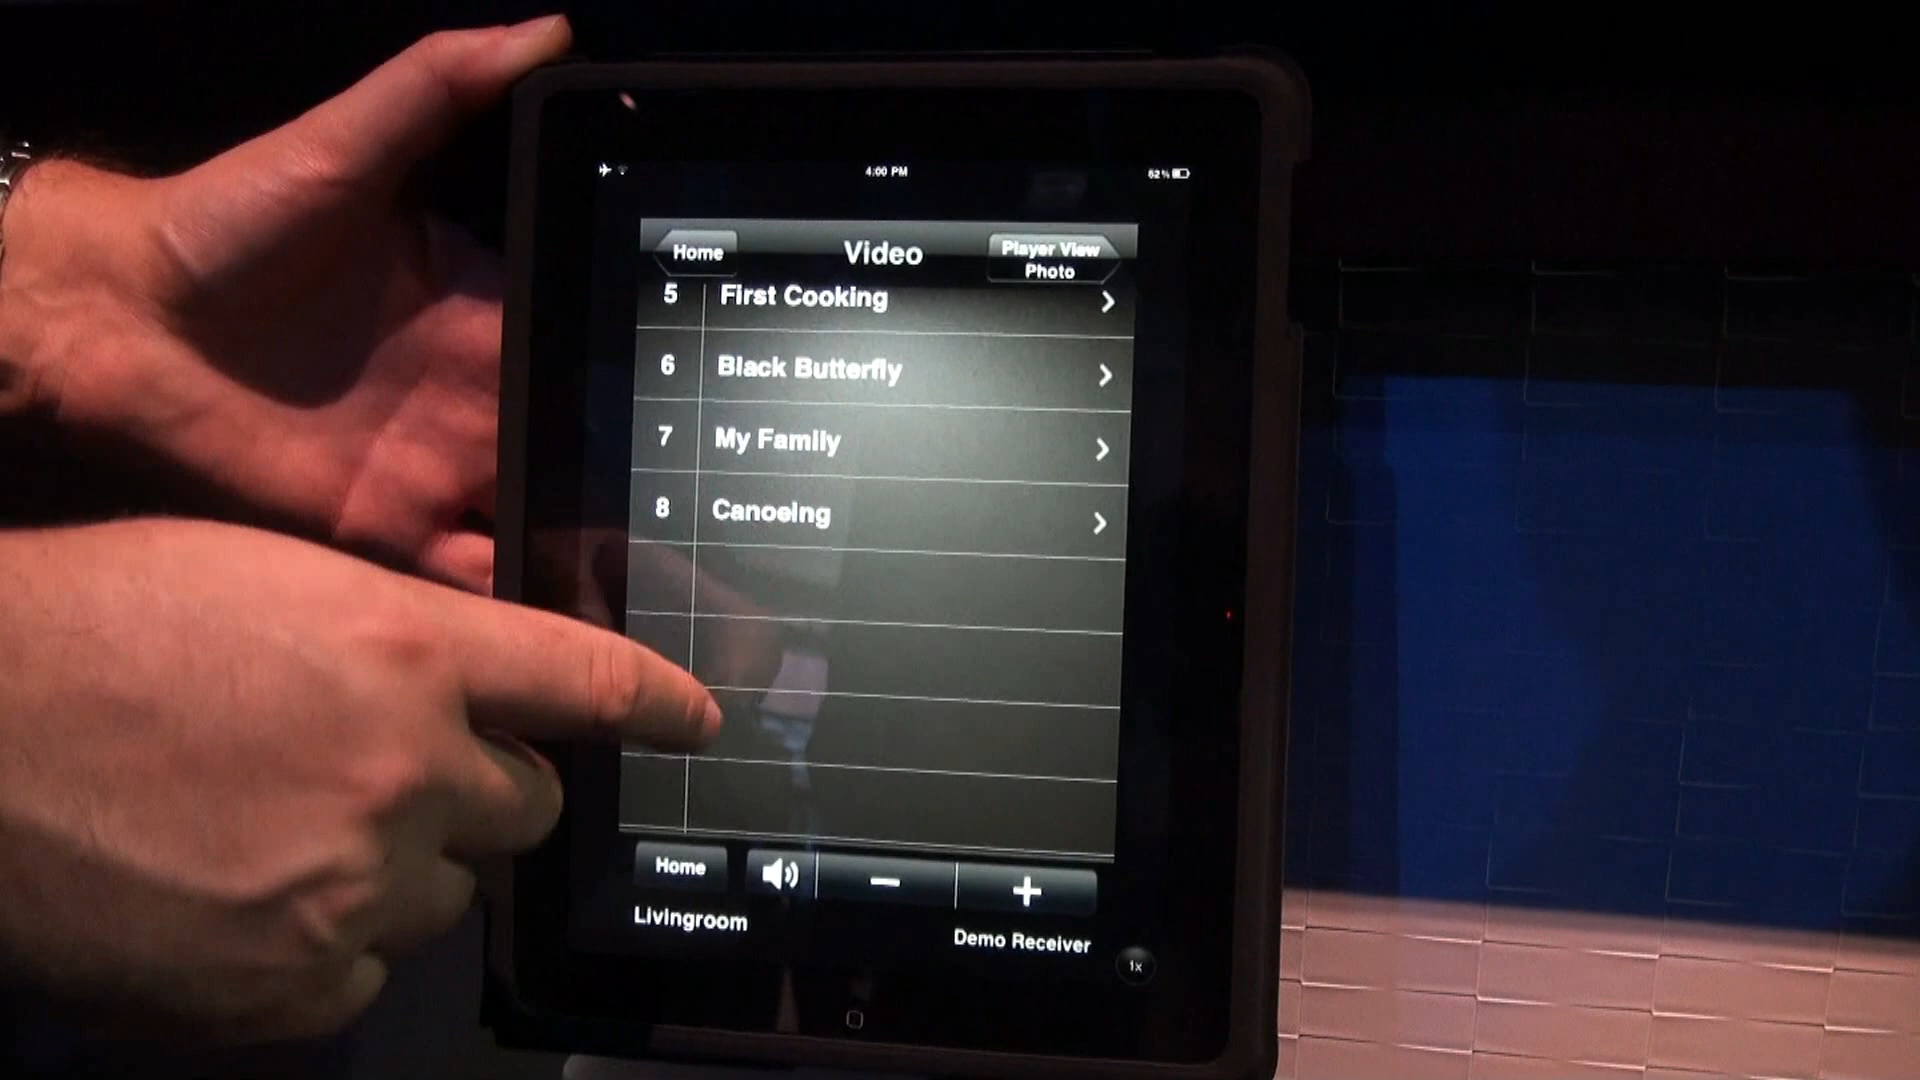 4:00 PM 52%
Home Video Player View
Photo
5 First Cooking
6 Black Butterfly
7 My Family
8 Canoeing
Home
Livingroom
Demo Receiver
1x